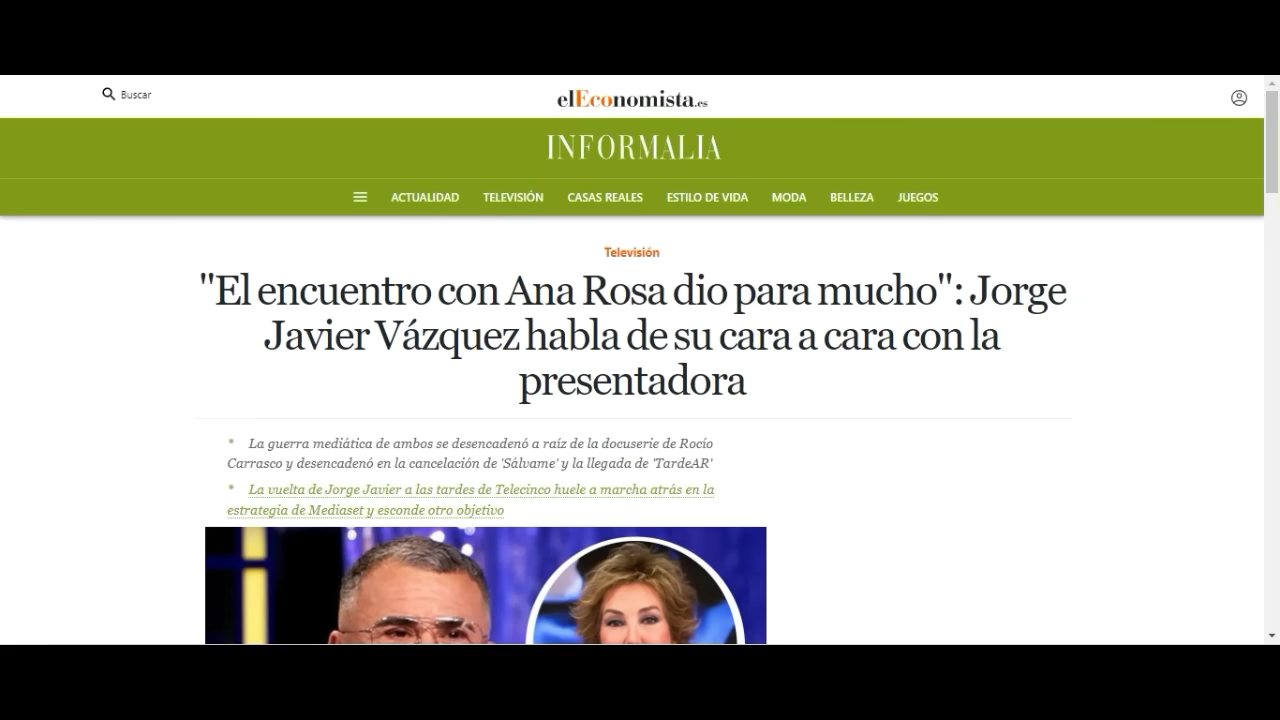 Buscar
elEconomista.es
INFORMALIA
ACTUALIDAD TELEVISIÓN CASAS REALES ESTILO DE VIDA MODA BELLEZA JUEGOS
Televisión
"El encuentro con Ana Rosa dio para mucho": Jorge
Javier Vázquez habla de su cara a cara con la
presentadora
* La guerra mediática de ambos se desencadenó a raíz de la docuserie de Rocío
Carrasco y desencadenó en la cancelación de 'Sálvame' y la llegada de 'TardeAR'
* La vuelta de Jorge Javier a las tardes de Telecinco huele a marcha atrás en la
estrategia de Mediaset y esconde otro objetivo